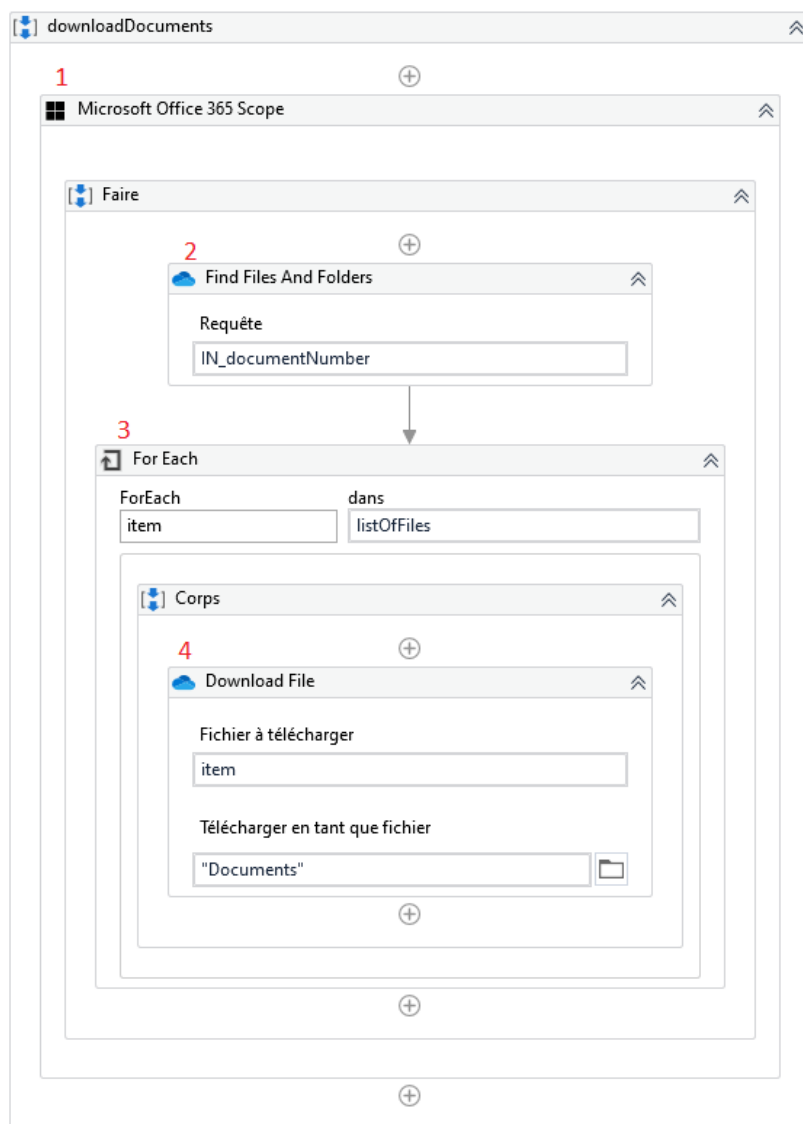 downloadDocuments
1
Microsoft Office 365 Scope
Faire
2
Find Files And Folders
Requête
IN_documentNumber
3
For Each
ForEach dans
item listOfFiles
Corps
4
Download File
Fichier à télécharger
item
Télécharger en tant que fichier
"Documents"